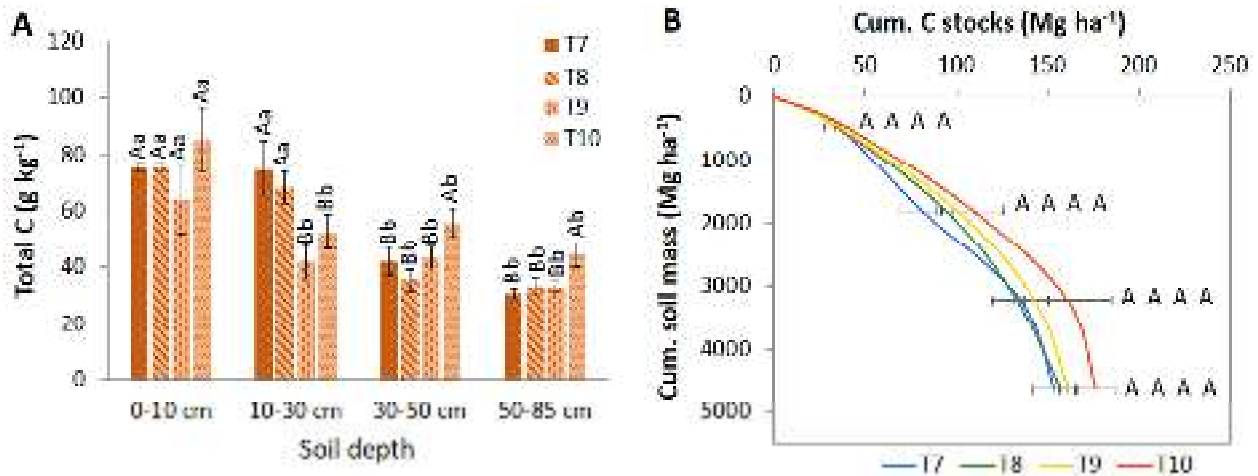 A
Total C (g kg⁻¹)
120
100
80
60
40
20
0
Aa Aa Aa Aa
Aa Aa Bb Bb
Bb Bb Bb Ab
Bb Bb Bb Ab
0-10 cm 10-30 cm 30-50 cm 50-85 cm
Soil depth
T7
T8
T9
T10
B
Cum. C stocks (Mg ha⁻¹)
0 50 100 150 200 250
Cum. soil mass (Mg ha⁻¹)
0
1000
2000
3000
4000
5000
A A A A
A A A A
A A A A
A A A A
T7 T8 T9 T10